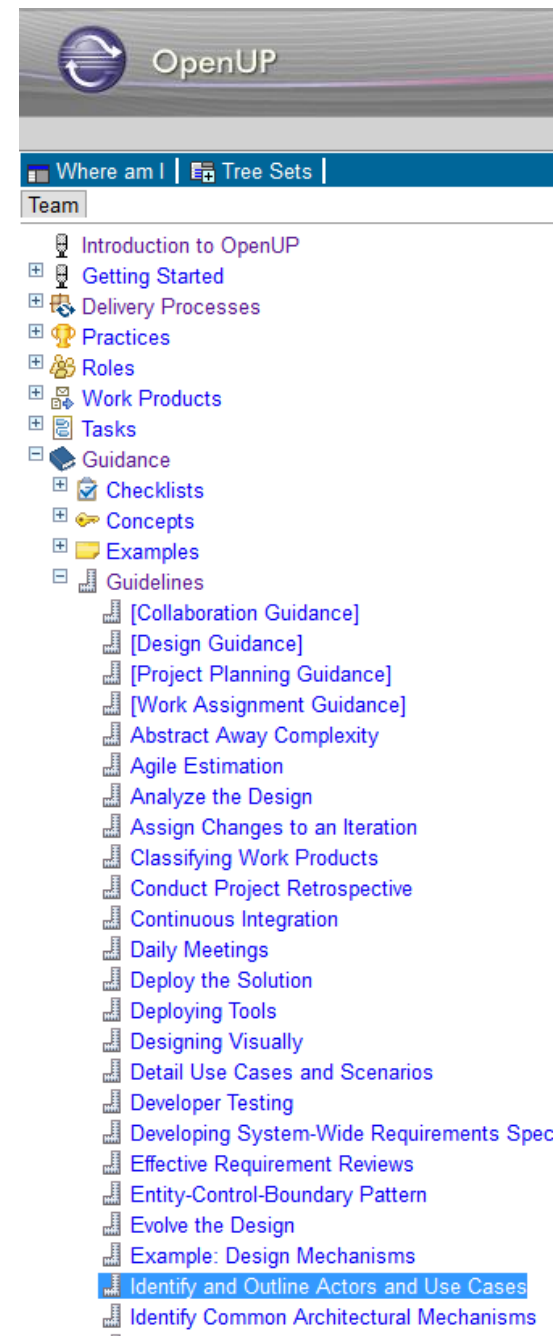 OpenUP
Where am I | Tree Sets |
Team
Introduction to OpenUP
Getting Started
Delivery Processes
Practices
Roles
Work Products
Tasks
Guidance
Checklists
Concepts
Examples
Guidelines
[Collaboration Guidance]
[Design Guidance]
[Project Planning Guidance]
[Work Assignment Guidance]
Abstract Away Complexity
Agile Estimation
Analyze the Design
Assign Changes to an Iteration
Classifying Work Products
Conduct Project Retrospective
Continuous Integration
Daily Meetings
Deploy the Solution
Deploying Tools
Designing Visually
Detail Use Cases and Scenarios
Developer Testing
Developing System-Wide Requirements Spec
Effective Requirement Reviews
Entity-Control-Boundary Pattern
Evolve the Design
Example: Design Mechanisms
Identify and Outline Actors and Use Cases
Identify Common Architectural Mechanisms